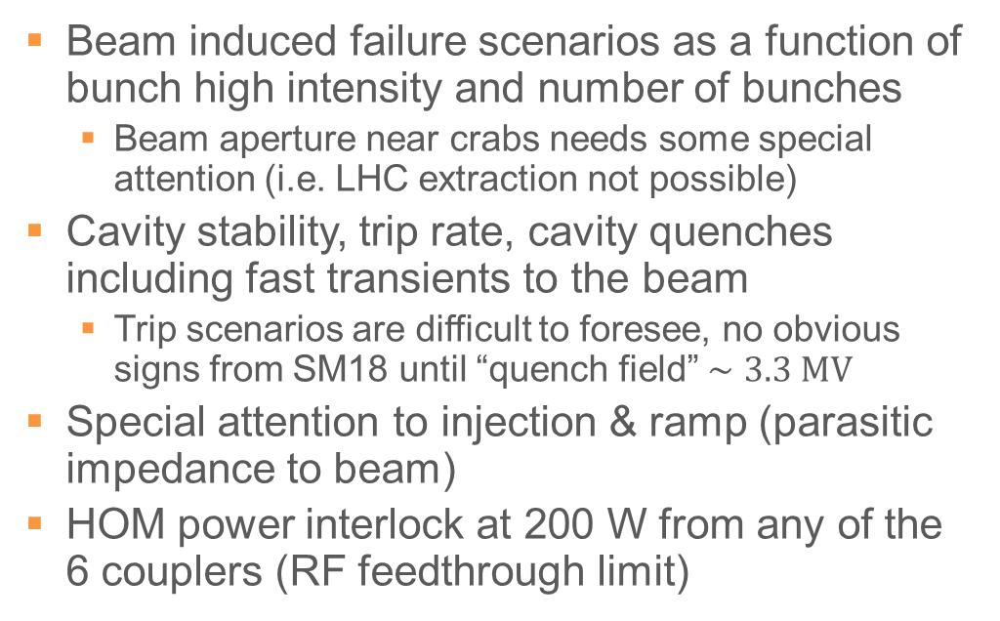 ▪ Beam induced failure scenarios as a function of
bunch high intensity and number of bunches
▪ Beam aperture near crabs needs some special
attention (i.e. LHC extraction not possible)
▪ Cavity stability, trip rate, cavity quenches
including fast transients to the beam
▪ Trip scenarios are difficult to foresee, no obvious
signs from SM18 until “quench field” ~ 3.3 MV
▪ Special attention to injection & ramp (parasitic
impedance to beam)
▪ HOM power interlock at 200 W from any of the
6 couplers (RF feedthrough limit)